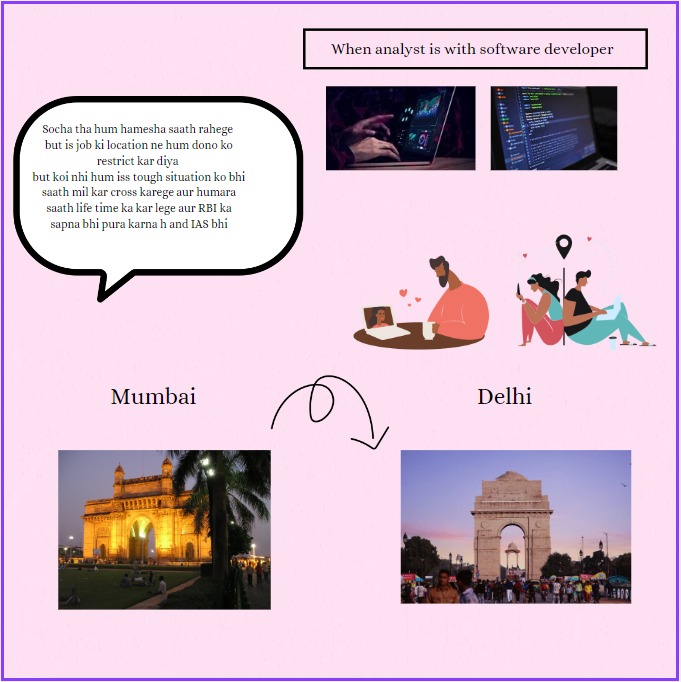 When analyst is with software developer
Socha tha hum hamesha saath rahege
but is job ki location ne hum dono ko
restrict kar diya
but koi nhi hum iss tough situation ko bhi
saath mil kar cross karege aur humara
saath life time ka kar lege aur RBI ka
sapna bhi pura karna h and IAS bhi
Mumbai
Delhi